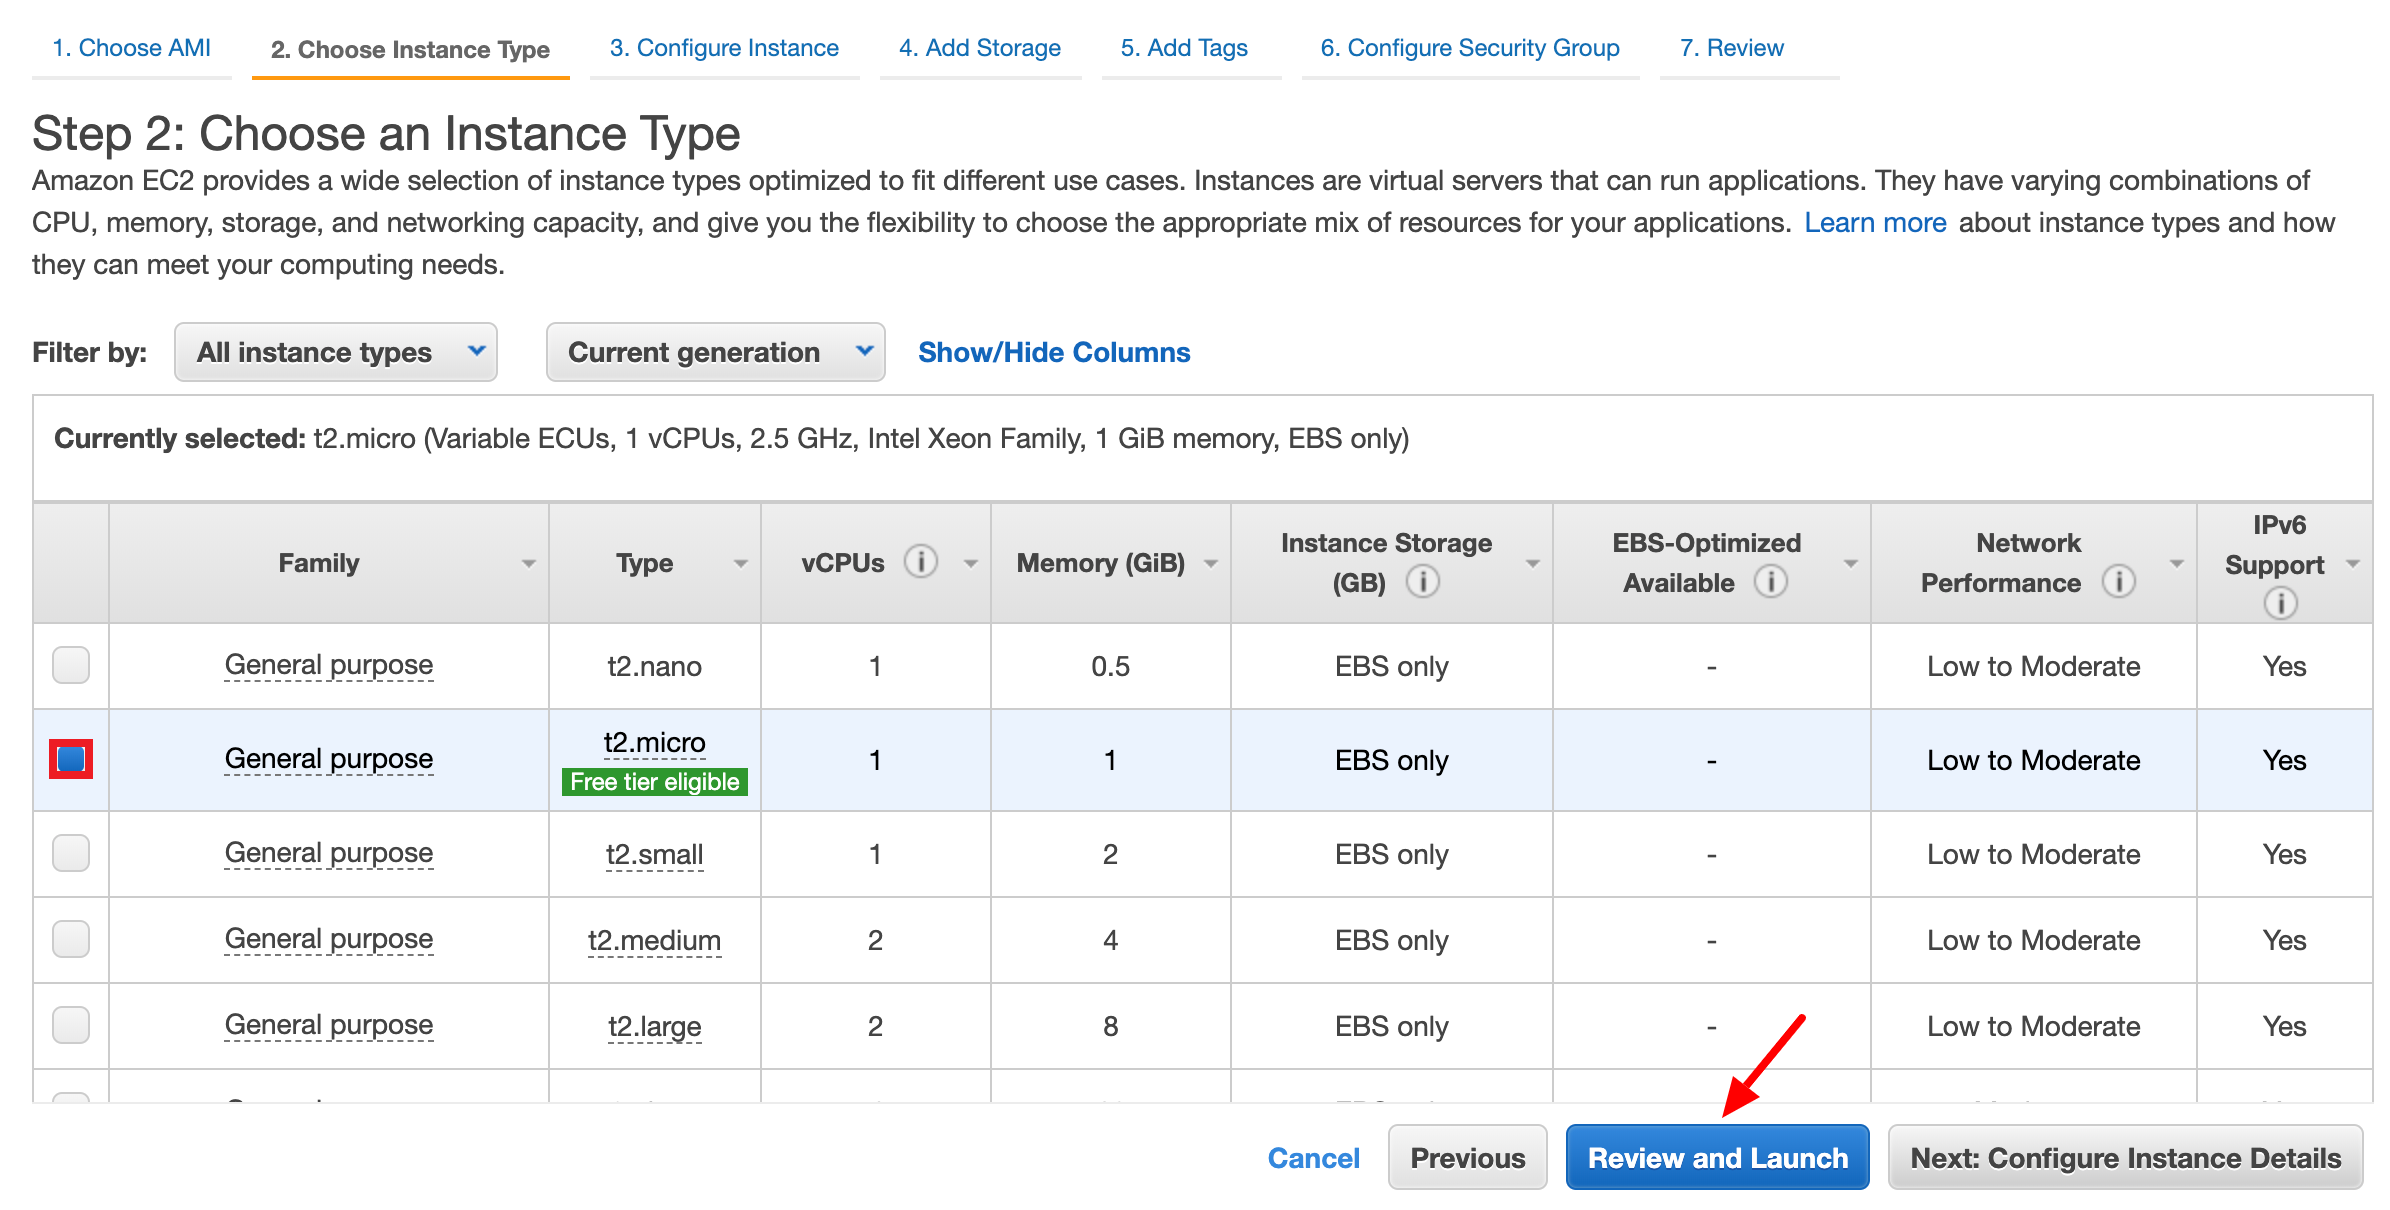 1. Choose AMI 2. Choose Instance Type 3. Configure Instance 4. Add Storage 5. Add Tags 6. Configure Security Group 7. Review
Step 2: Choose an Instance Type
Amazon EC2 provides a wide selection of instance types optimized to fit different use cases. Instances are virtual servers that can run applications. They have varying combinations of
CPU, memory, storage, and networking capacity, and give you the flexibility to choose the appropriate mix of resources for your applications. Learn more about instance types and how
they can meet your computing needs.
Filter by: All instance types Current generation Show/Hide Columns
Currently selected: t2.micro (Variable ECUs, 1 vCPUs, 2.5 GHz, Intel Xeon Family, 1 GiB memory, EBS only)
Family Type vCPUs Memory (GiB) Instance Storage (GB) EBS-Optimized Available Network Performance IPv6 Support
General purpose t2.nano 1 0.5 EBS only - Low to Moderate Yes
General purpose t2.micro Free tier eligible 1 1 EBS only - Low to Moderate Yes
General purpose t2.small 1 2 EBS only - Low to Moderate Yes
General purpose t2.medium 2 4 EBS only - Low to Moderate Yes
General purpose t2.large 2 8 EBS only - Low to Moderate Yes
Cancel Previous Review and Launch Next: Configure Instance Details